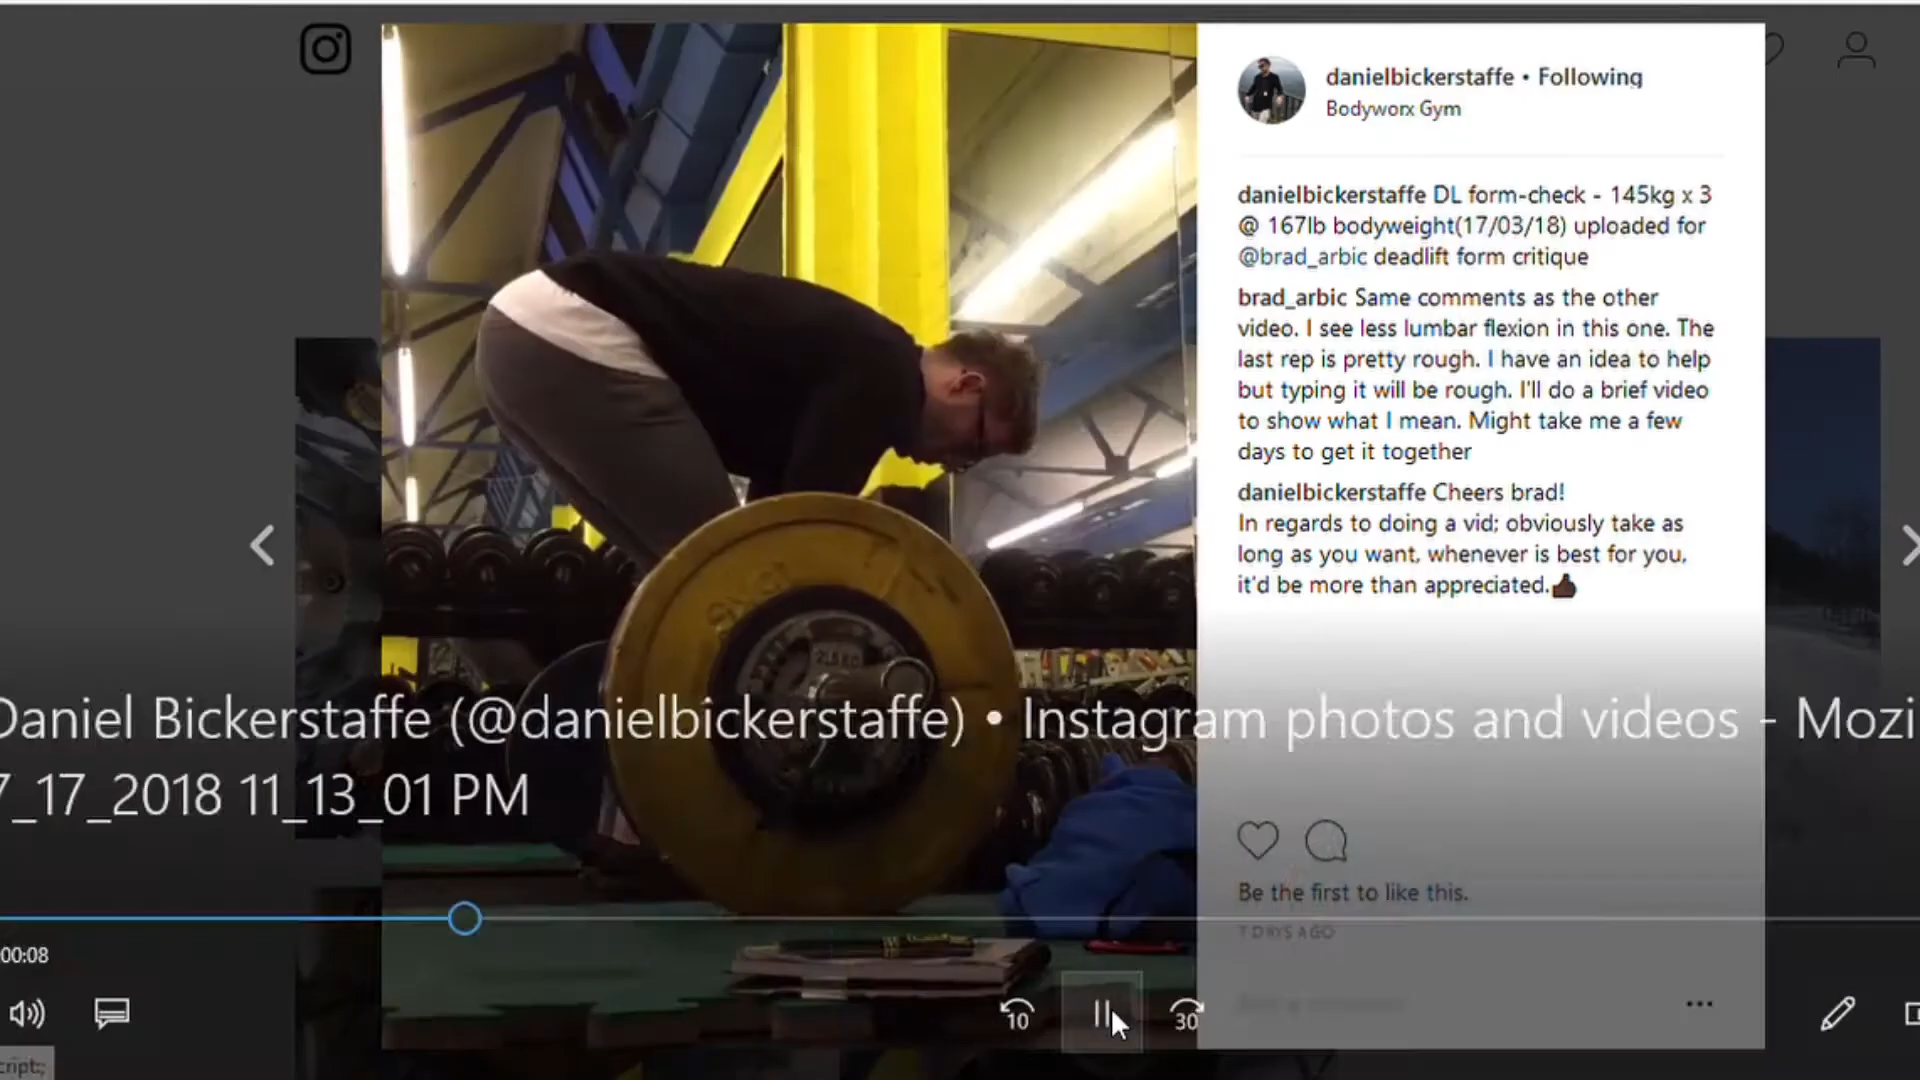 danielbickerstaffe • Following
Bodyworx Gym
danielbickerstaffe DL form-check - 145kg x 3
@ 167lb bodyweight(17/03/18) uploaded for
@brad_arbic deadlift form critique
brad_arbic Same comments as the other
video. I see less lumbar flexion in this one. The
last rep is pretty rough. I have an idea to help
but typing it will be rough. I'll do a brief video
to show what I mean. Might take me a few
days to get it together
danielbickerstaffe Cheers brad!
In regards to doing a vid; obviously take as
long as you want, whenever is best for you,
it'd be more than appreciated.
Daniel Bickerstaffe (@danielbickerstaffe) • Instagram photos and videos - Mozi
7_17_2018 11_13_01 PM
Be the first to like this.
7 DAYS AGO
00:08
10
30
cript:;